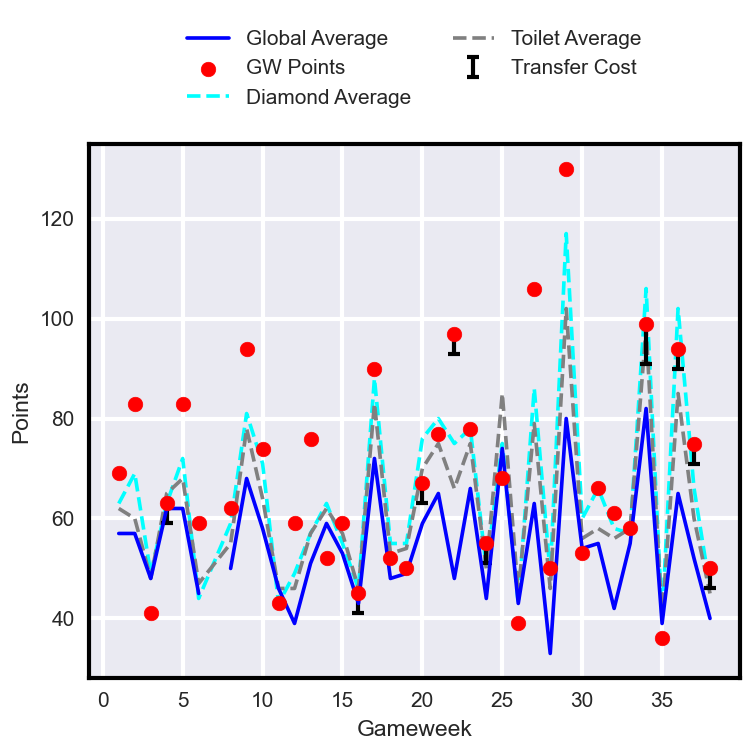 Global Average
GW Points
Diamond Average
Toilet Average
Transfer Cost
Points
120
100
80
60
40
0 5 10 15 20 25 30 35
Gameweek